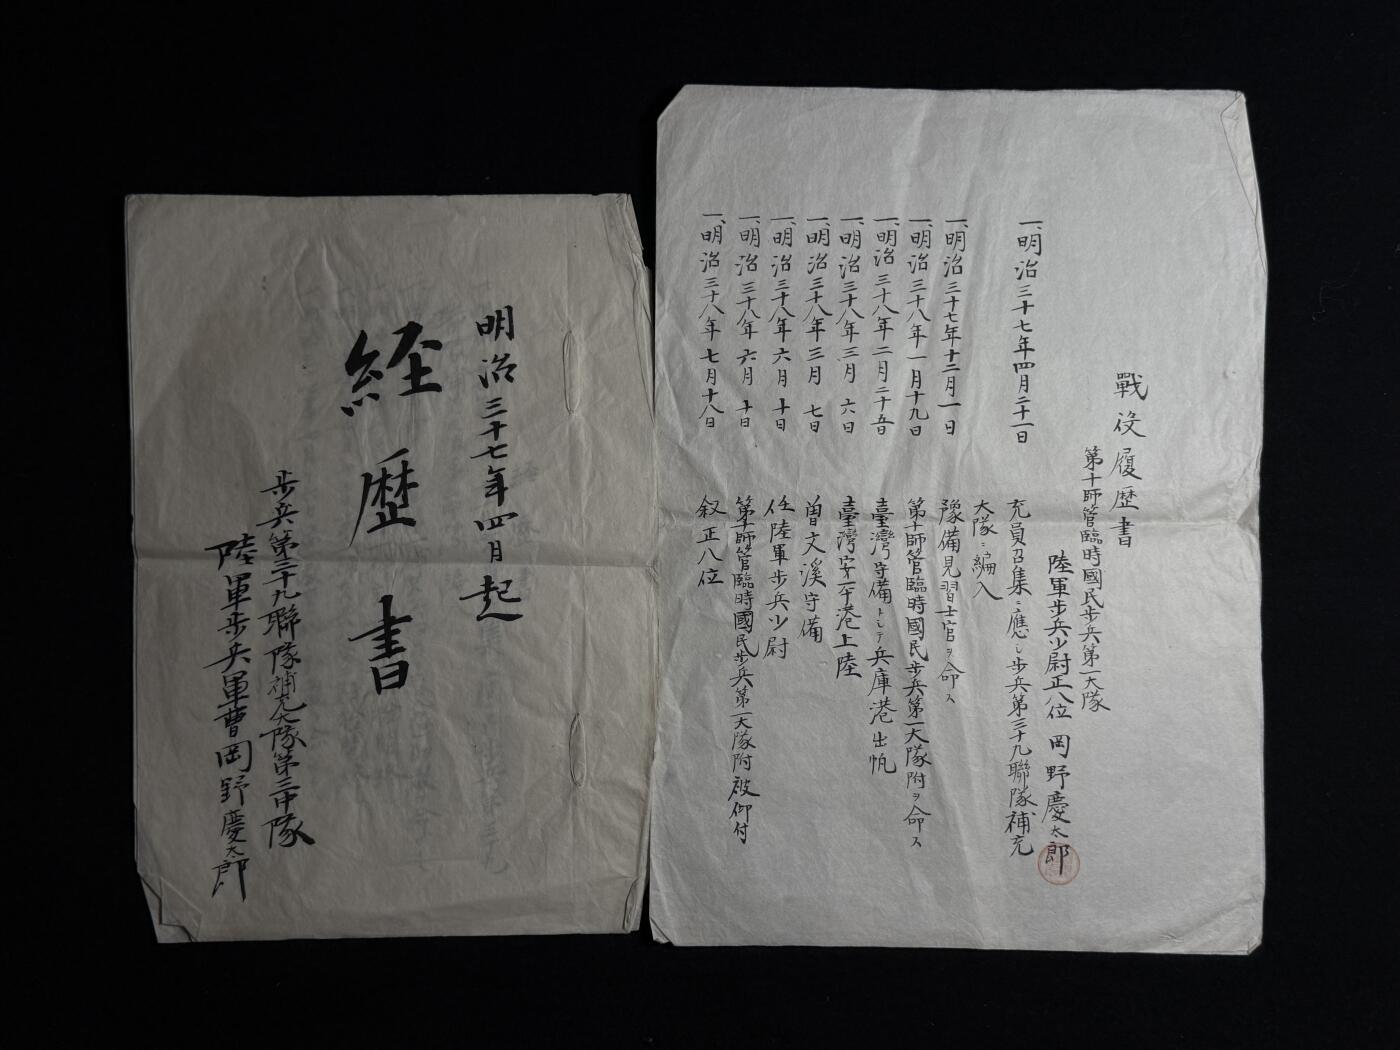 戰役履歴書
第十師管臨時國民歩兵第一大隊
陸軍歩兵少尉正八位 岡野慶太郎
一、明治三十七年四月二十一日 充員召集ニ應シ歩兵第三十九聯隊補充
大隊ニ編入
一、明治三十七年十二月一日 豫備見習士官ヲ命ス
一、明治三十八年一月十九日 第十師管臨時國民歩兵第一大隊附ヲ命ス
一、明治三十八年二月二十五日 臺灣守備トシテ兵庫港出帆
一、明治三十八年三月六日 臺灣安平港上陸
一、明治三十八年三月七日 曽文溪守備
一、明治三十八年六月十日 任陸軍歩兵少尉
一、明治三十八年六月十日 第十師管臨時國民歩兵第一大隊附被仰付
一、明治三十八年七月十八日 叙正八位
明治三十七年四月起
経歴書
歩兵第三十九聯隊補充大隊第三中隊
陸軍歩兵軍曹岡野慶太郎